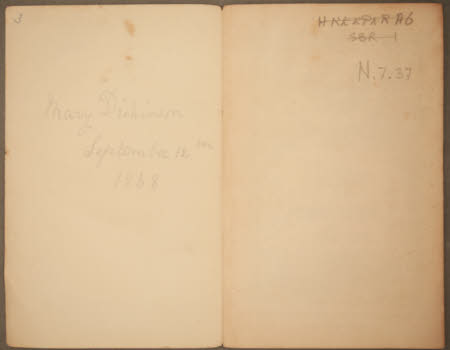 3
Mary Dickinson
September 12th
1868
SBR 1
N.7.37